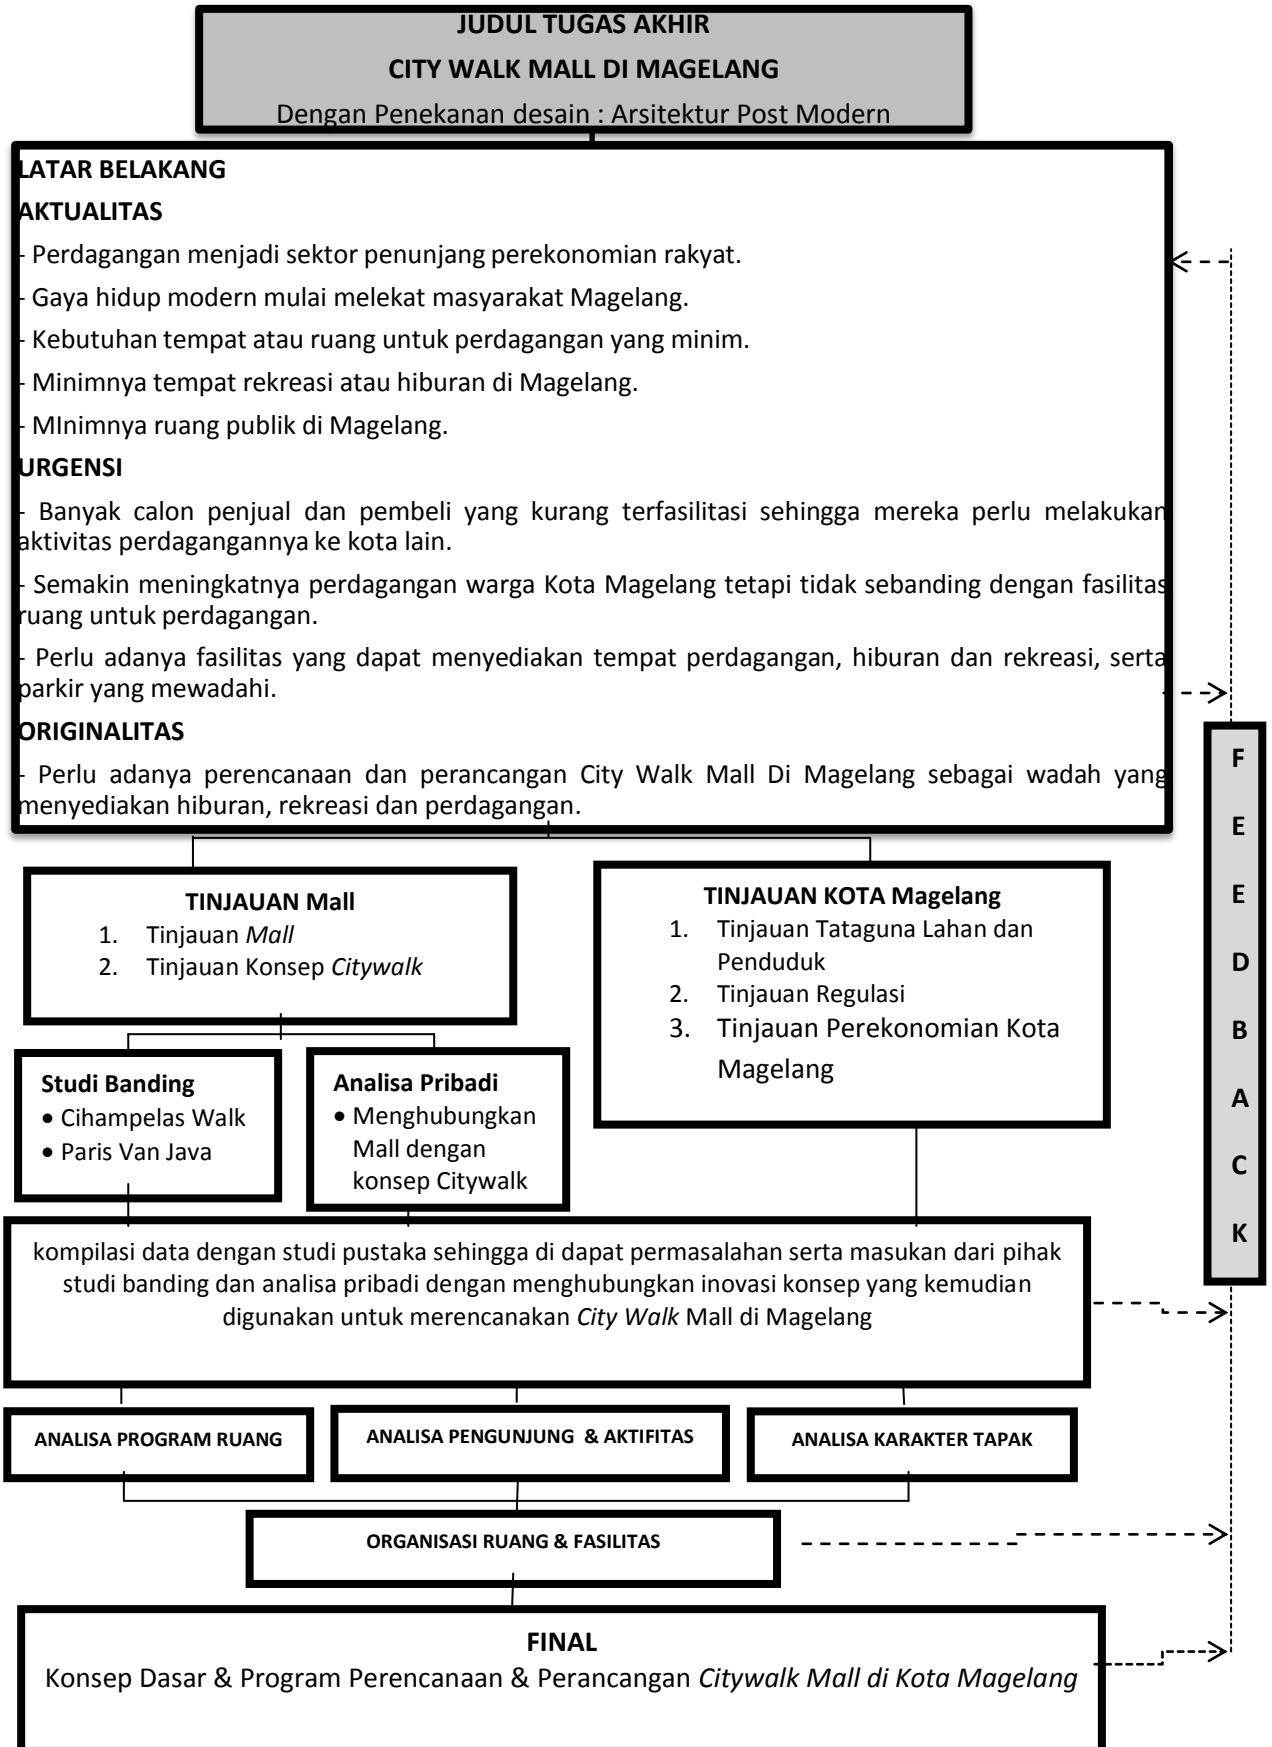 JUDUL TUGAS AKHIR
CITY WALK MALL DI MAGELANG
Dengan Penekanan desain : Arsitektur Post Modern
LATAR BELAKANG
AKTUALITAS
- Perdagangan menjadi sektor penunjang perekonomian rakyat.
- Gaya hidup modern mulai melekat masyarakat Magelang.
- Kebutuhan tempat atau ruang untuk perdagangan yang minim.
- Minimnya tempat rekreasi atau hiburan di Magelang.
- MInimnya ruang publik di Magelang.
URGENSI
- Banyak calon penjual dan pembeli yang kurang terfasilitasi sehingga mereka perlu melakukan
aktivitas perdagangannya ke kota lain.
- Semakin meningkatnya perdagangan warga Kota Magelang tetapi tidak sebanding dengan fasilitas
ruang untuk perdagangan.
- Perlu adanya fasilitas yang dapat menyediakan tempat perdagangan, hiburan dan rekreasi, serta
parkir yang mewadahi.
ORIGINALITAS
- Perlu adanya perencanaan dan perancangan City Walk Mall Di Magelang sebagai wadah yang
menyediakan hiburan, rekreasi dan perdagangan.
F
E
E
D
B
A
C
K
TINJAUAN Mall
1. Tinjauan Mall
2. Tinjauan Konsep Citywalk
TINJAUAN KOTA Magelang
1. Tinjauan Tataguna Lahan dan
Penduduk
2. Tinjauan Regulasi
3. Tinjauan Perekonomian Kota
Magelang
Studi Banding
• Cihampelas Walk
• Paris Van Java
Analisa Pribadi
• Menghubungkan
Mall dengan
konsep Citywalk
kompilasi data dengan studi pustaka sehingga di dapat permasalahan serta masukan dari pihak
studi banding dan analisa pribadi dengan menghubungkan inovasi konsep yang kemudian
digunakan untuk merencanakan City Walk Mall di Magelang
ANALISA PROGRAM RUANG
ANALISA PENGUNJUNG & AKTIFITAS
ANALISA KARAKTER TAPAK
ORGANISASI RUANG & FASILITAS
FINAL
Konsep Dasar & Program Perencanaan & Perancangan Citywalk Mall di Kota Magelang